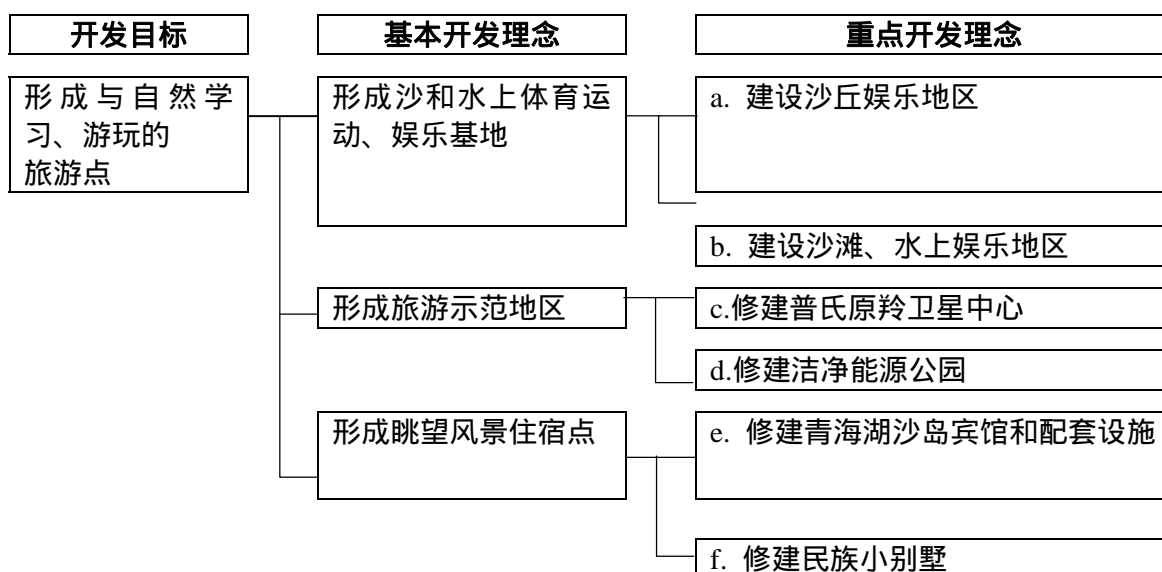 开发目标
基本开发理念
重点开发理念
形成与自然学
习、游玩的
旅游点
形成沙和水上体育运
动、娱乐基地
a. 建设沙丘娱乐地区
b. 建设沙滩、水上娱乐地区
形成旅游示范地区
c.修建普氏原羚卫星中心
d.修建洁净能源公园
形成眺望风景住宿点
e. 修建青海湖沙岛宾馆和配套设施
f. 修建民族小别墅